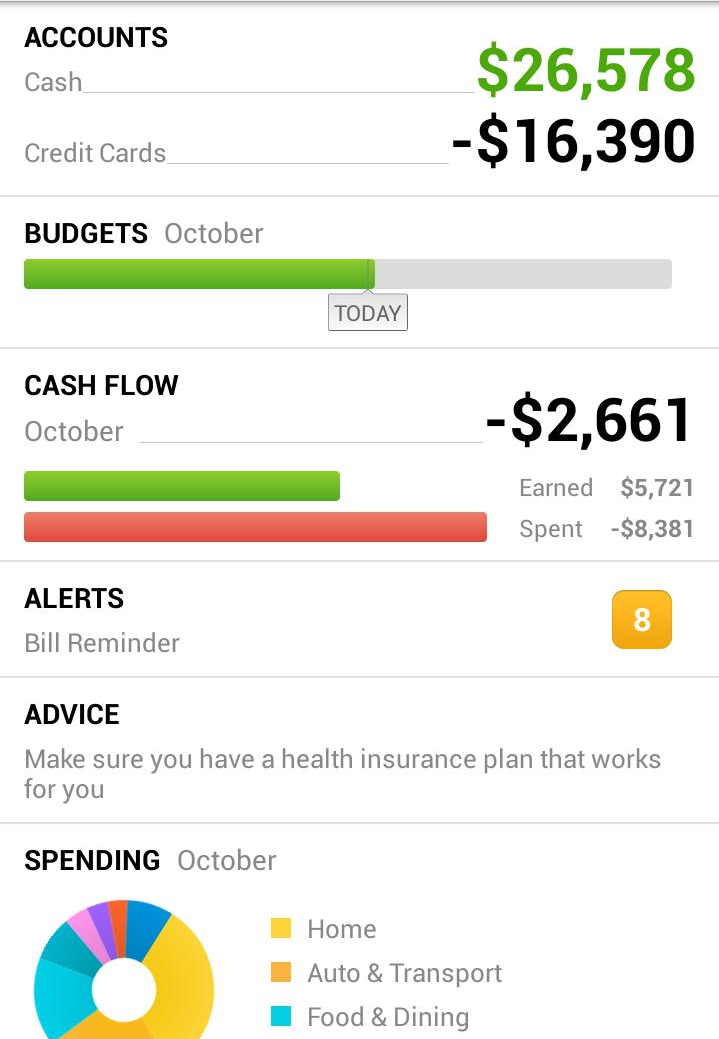 ACCOUNTS
Cash $26,578
Credit Cards -$16,390
BUDGETS October
TODAY
CASH FLOW
October -$2,661
Earned $5,721
Spent -$8,381
ALERTS
Bill Reminder 8
ADVICE
Make sure you have a health insurance plan that works
for you
SPENDING October
Home
Auto & Transport
Food & Dining